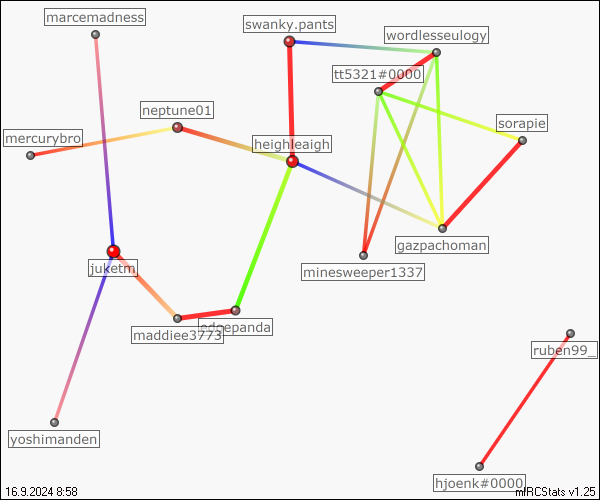 marcemadness
swanky.pants
wordlesseulogy
tt5321#0000
neptune01
sorapie
mercurybro
heighleaigh
gazpachoman
juketm
minesweeper1337
edgepanda
maddiee3773
ruben99_
yoshimanden
hjoenk#0000
16.9.2024 8:58
mIRCStats v1.25